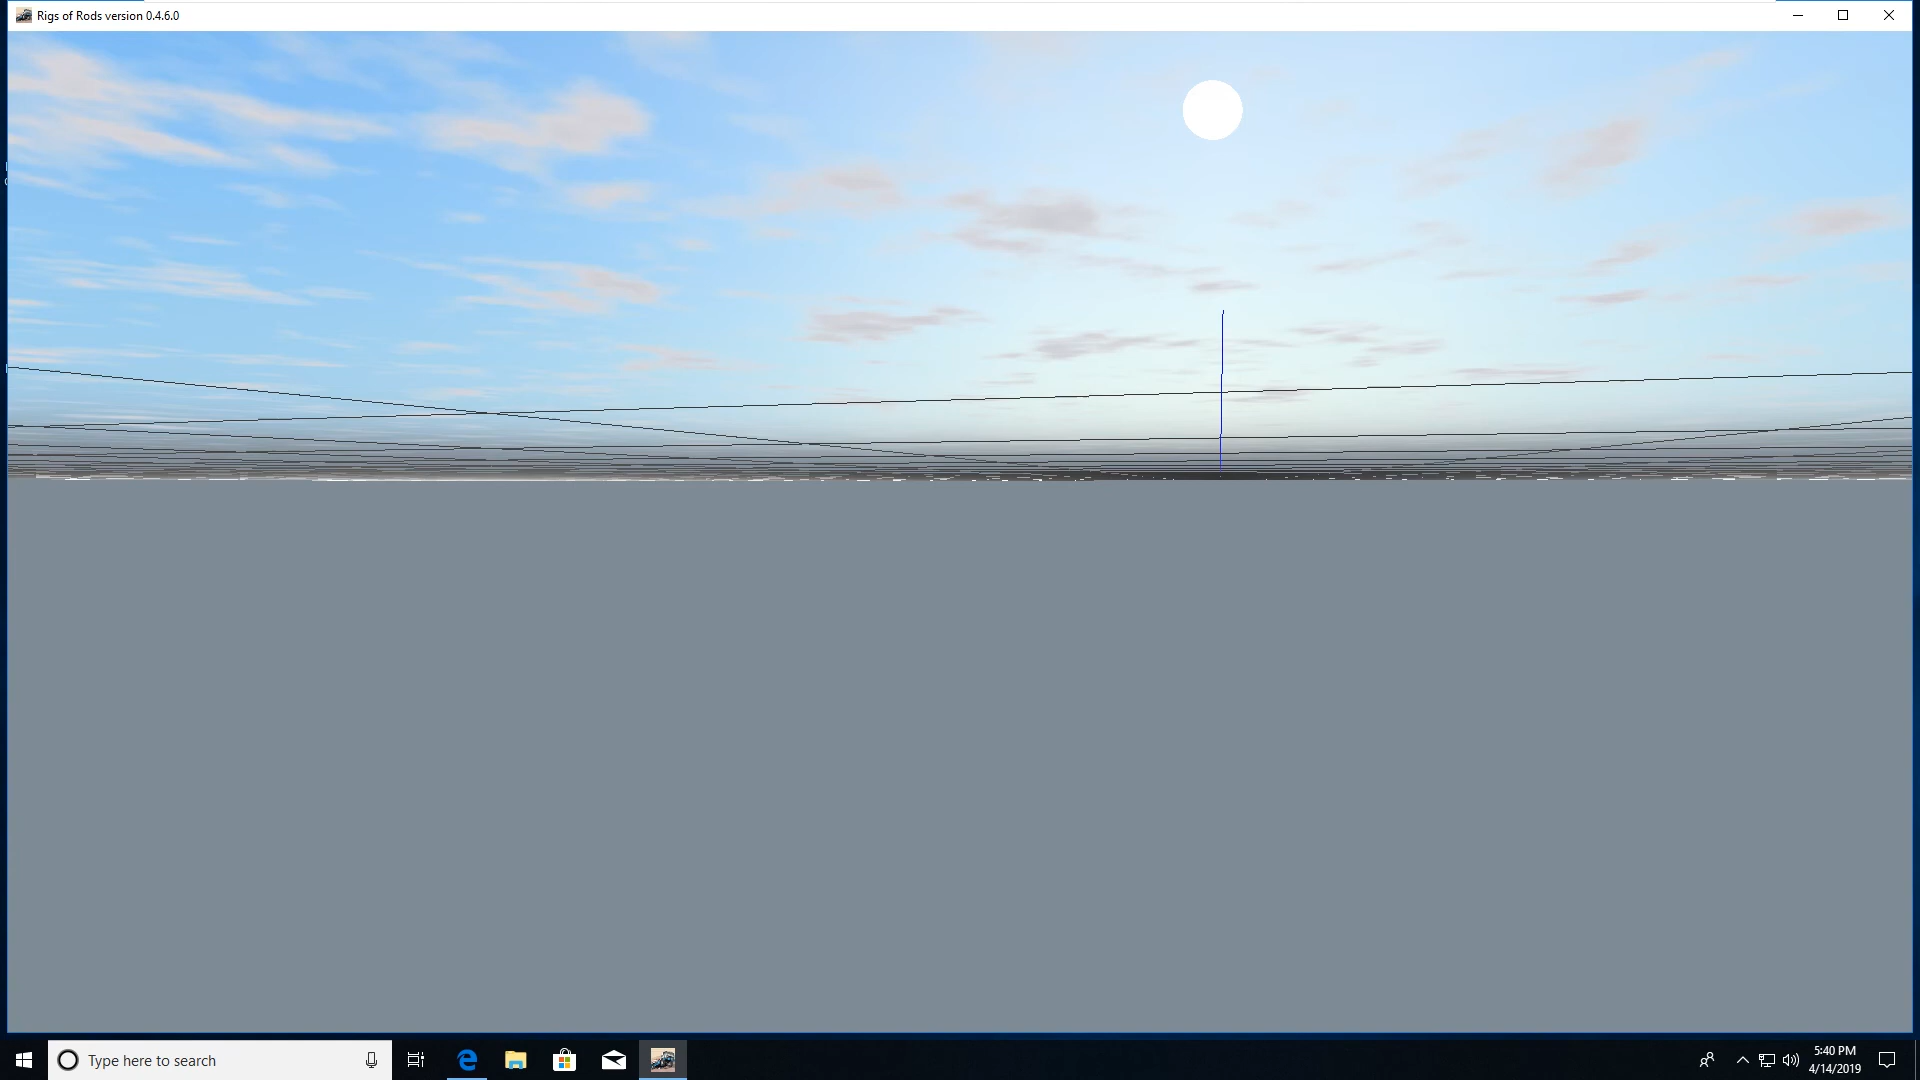 Rigs of Rods version 0.4.6.0
Type here to search
5:40 PM
4/14/2019